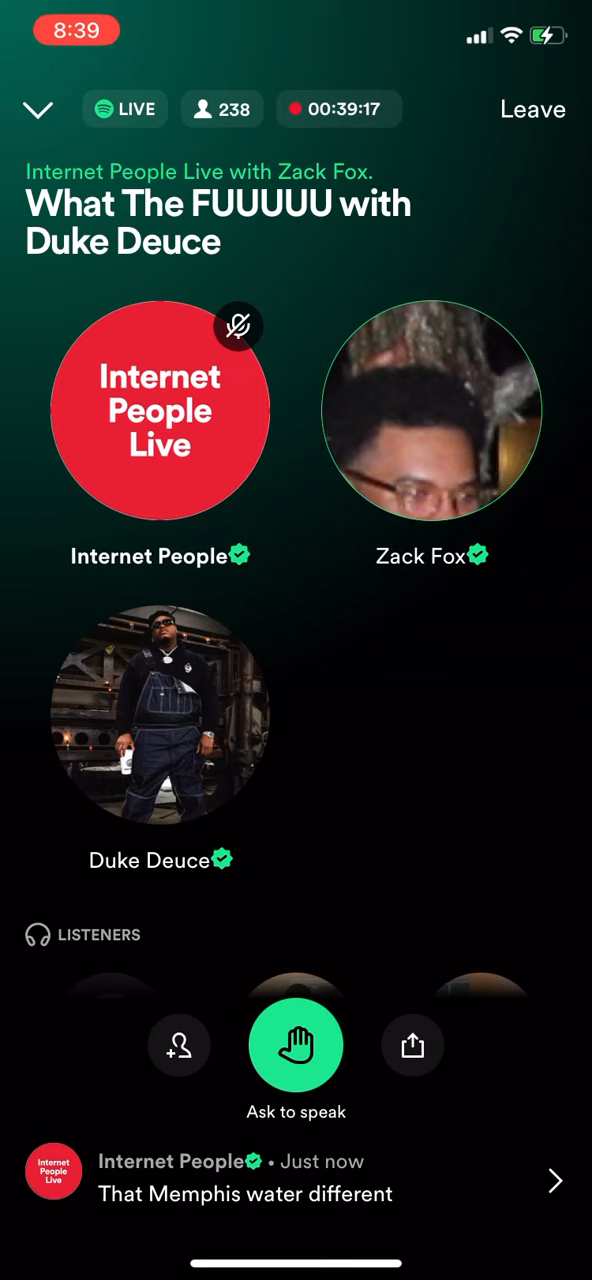 8:39
LIVE
238
00:39:17
Leave
Internet People Live with Zack Fox.
What The FUUUUU with
Duke Deuce
Internet
People
Live
Internet People
Zack Fox
Duke Deuce
LISTENERS
Ask to speak
Internet
People
Live
Internet People • Just now
That Memphis water different